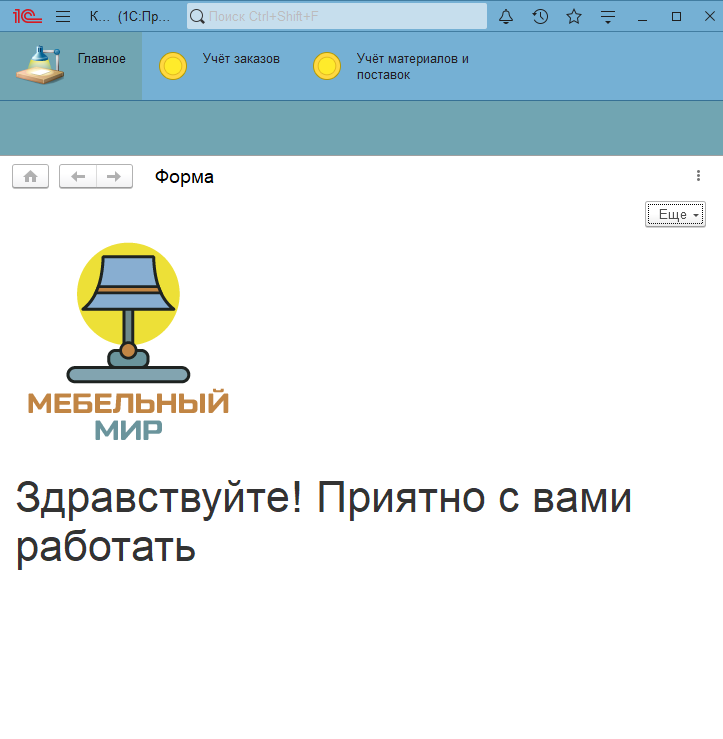 1С К... (1С:Пр... Поиск Ctrl+Shift+F
Главное
Учёт заказов
Учёт материалов и
поставок
Форма
Еще
МЕБЕЛЬНЫЙ
МИР
Здравствуйте! Приятно с вами
работать